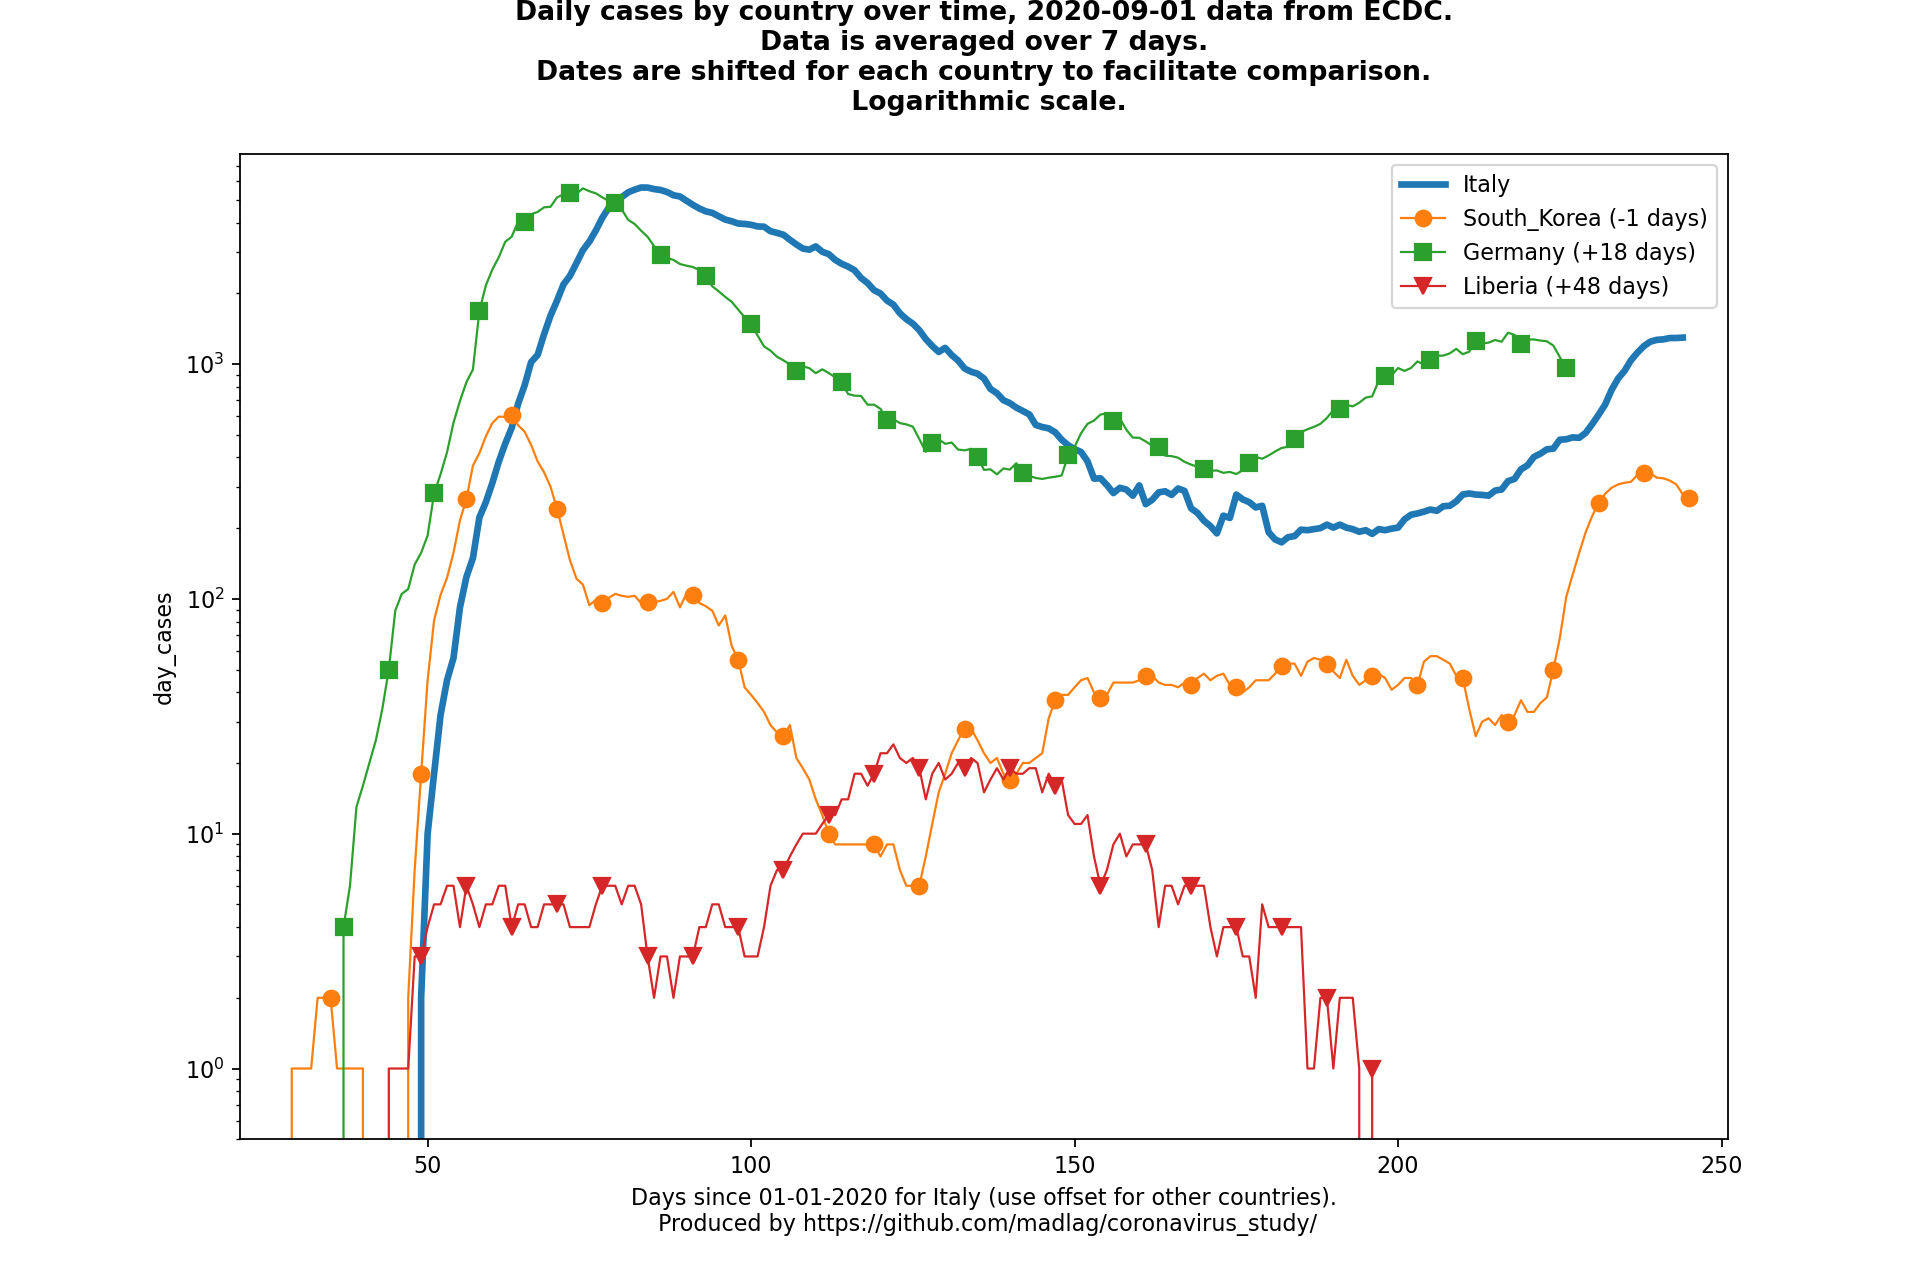 Daily cases by country over time, 2020-09-01 data from ECDC.
Data is averaged over 7 days.
Dates are shifted for each country to facilitate comparison.
Logarithmic scale.
Italy
South_Korea (-1 days)
Germany (+18 days)
Liberia (+48 days)
day_cases
10³
10²
10¹
10⁰
50
100
150
200
250
Days since 01-01-2020 for Italy (use offset for other countries).
Produced by https://github.com/madlag/coronavirus_study/